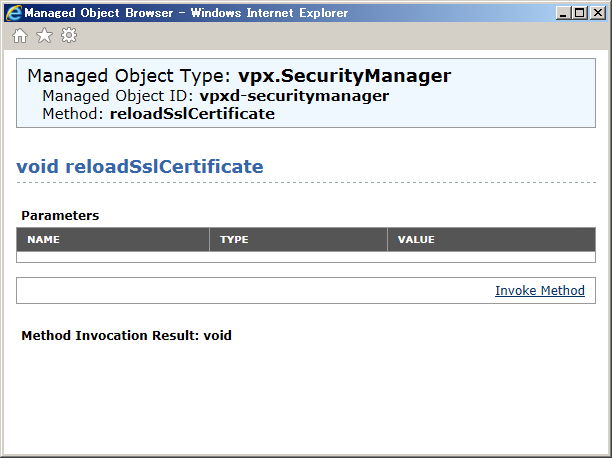 Managed Object Browser - Windows Internet Explorer
Managed Object Type: vpx.SecurityManager
Managed Object ID: vpxd-securitymanager
Method: reloadSslCertificate
void reloadSslCertificate
Parameters
NAME TYPE VALUE
Invoke Method
Method Invocation Result: void